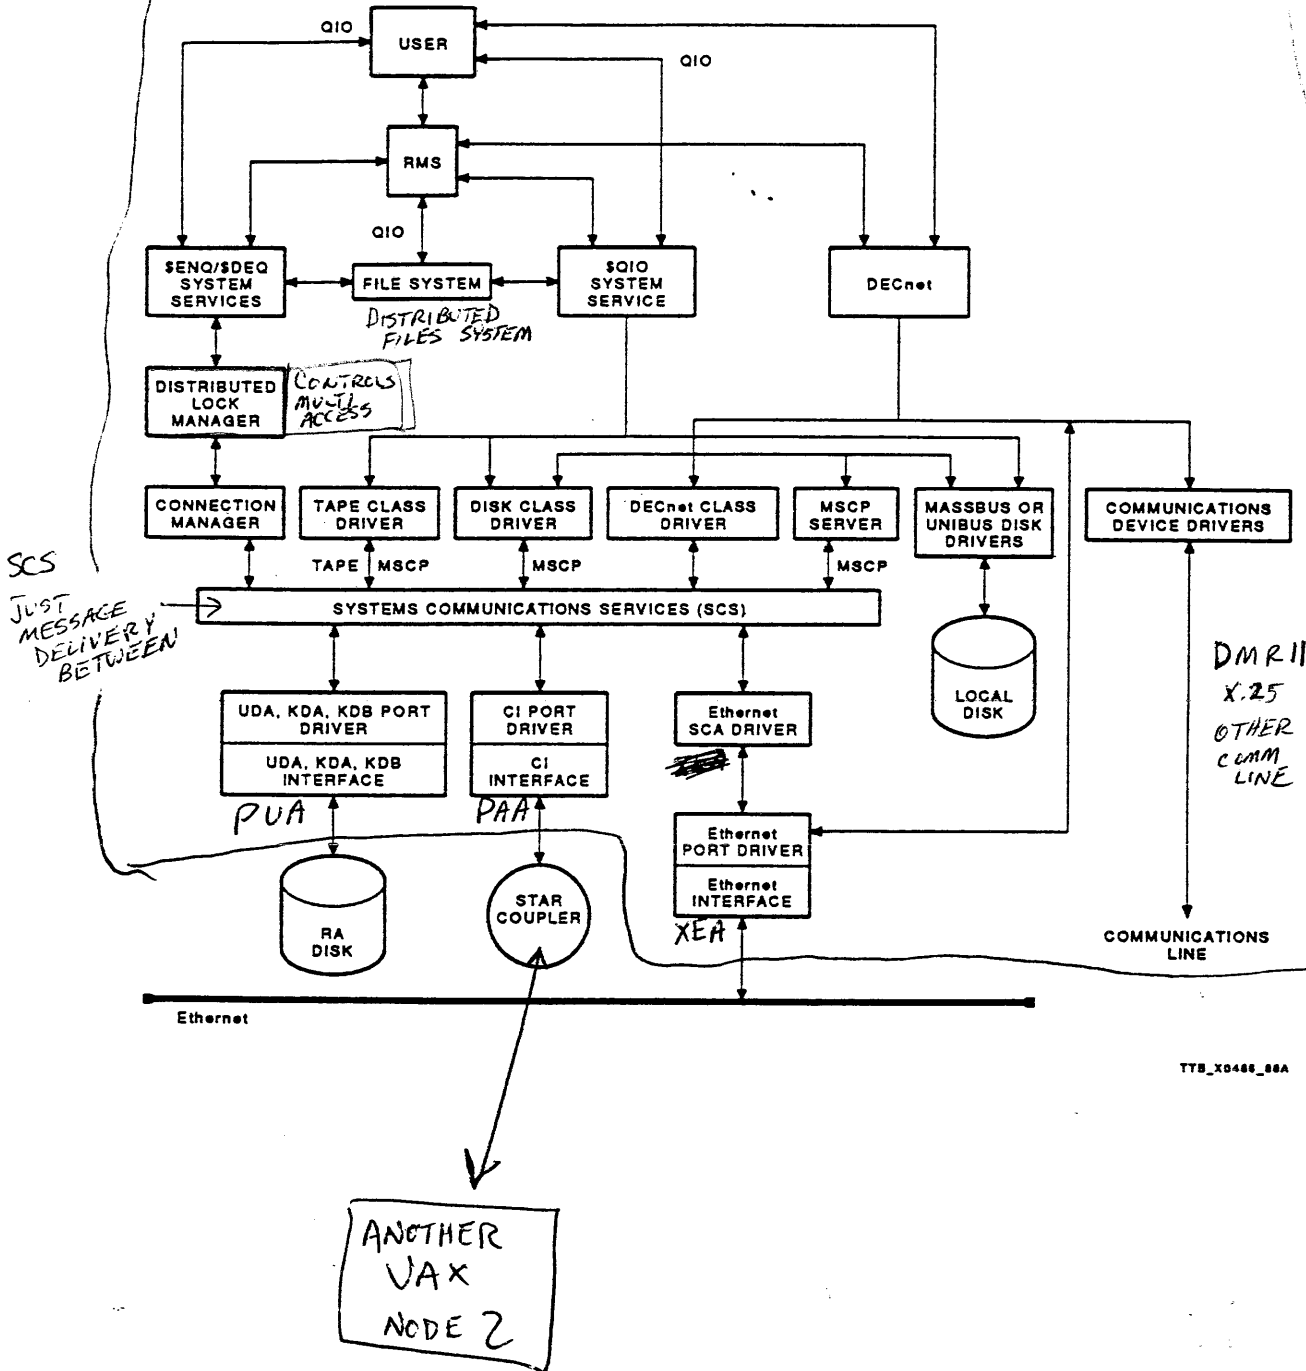 QIO
USER
QIO
RMS
QIO
$ENQ/$DEQ
SYSTEM
SERVICES
FILE SYSTEM
$QIO
SYSTEM
SERVICE
DECnet
DISTRIBUTED
FILES SYSTEM
DISTRIBUTED
LOCK
MANAGER
CONTROLS
MULTI
ACCESS
CONNECTION
MANAGER
TAPE CLASS
DRIVER
DISK CLASS
DRIVER
DECnet CLASS
DRIVER
MSCP
SERVER
MASSBUS OR
UNIBUS DISK
DRIVERS
COMMUNICATIONS
DEVICE DRIVERS
TAPE MSCP
MSCP
MSCP
SCS
JUST
MESSAGE
DELIVERY
BETWEEN
SYSTEMS COMMUNICATIONS SERVICES (SCS)
UDA, KDA, KDB PORT
DRIVER
UDA, KDA, KDB
INTERFACE
PUA
CI PORT
DRIVER
CI
INTERFACE
PAA
Ethernet
SCA DRIVER
LOCAL
DISK
DMR11
X.25
OTHER
COMM
LINE
Ethernet
PORT DRIVER
Ethernet
INTERFACE
XEA
RA
DISK
STAR
COUPLER
COMMUNICATIONS
LINE
Ethernet
ANOTHER
VAX
NODE 2